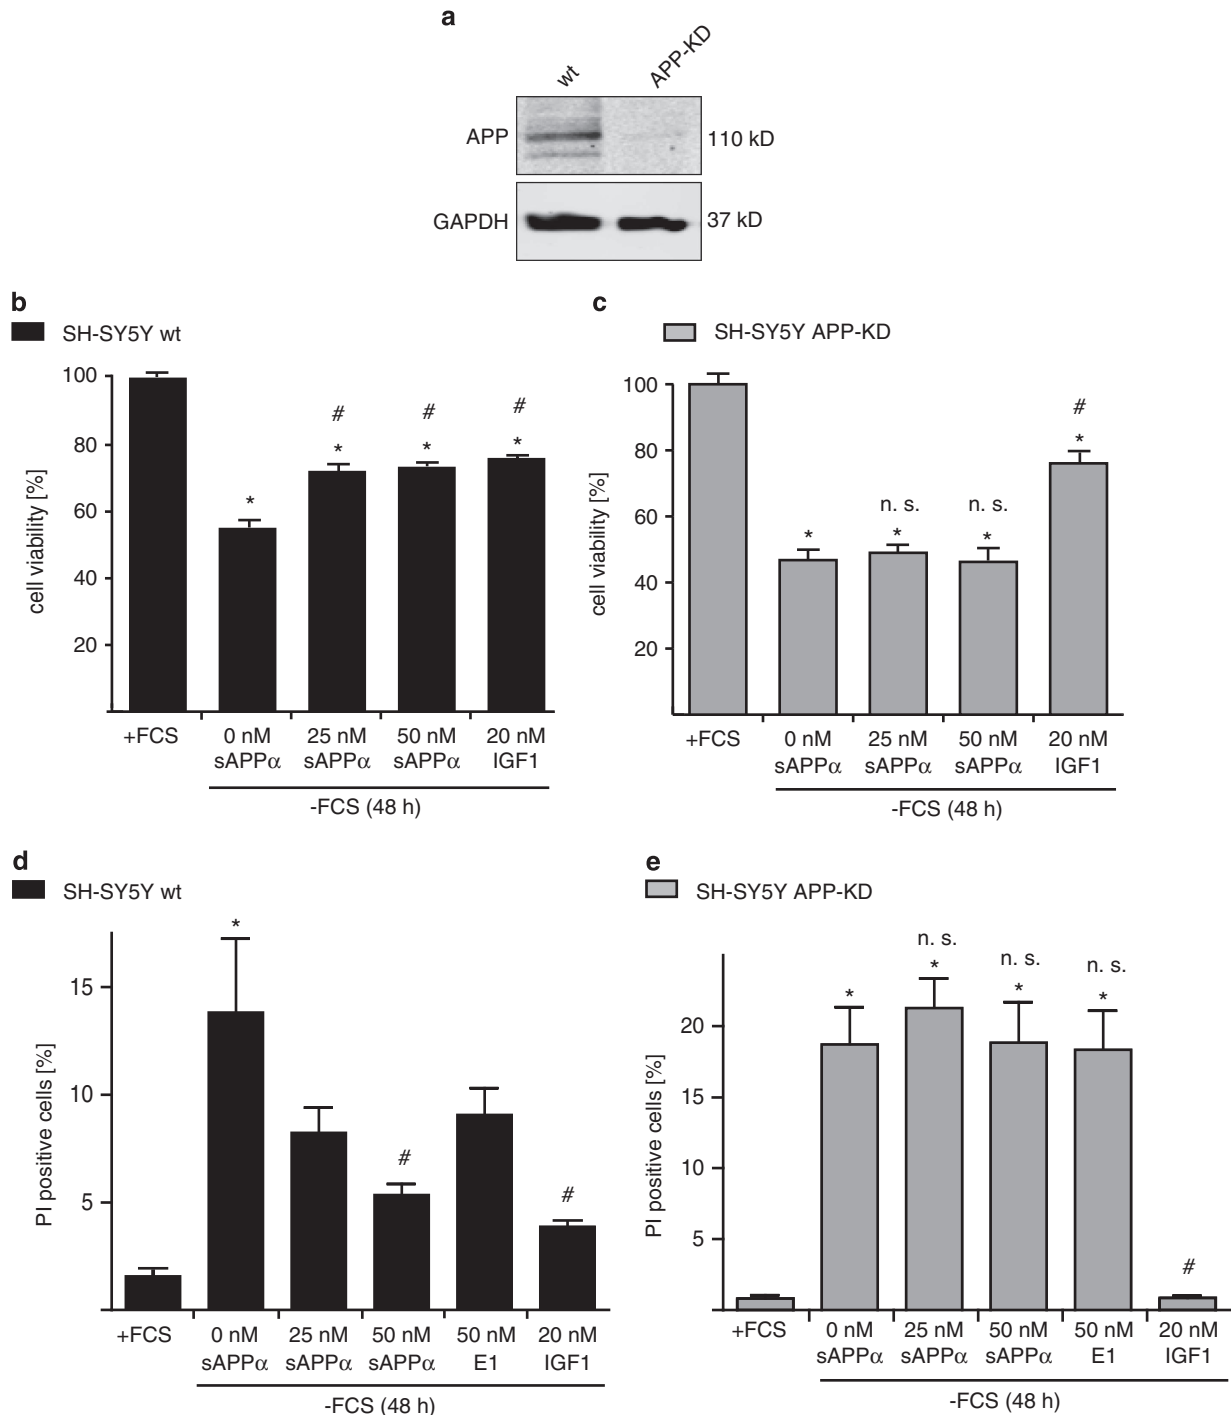 a
wt APP-KD
APP 110 kD
GAPDH 37 kD
b
SH-SY5Y wt
cell viability [%]
100
80
60
40
20
*
# *
# *
# *
+FCS 0 nM 25 nM 50 nM 20 nM
sAPPα sAPPα sAPPα IGF1
-FCS (48 h)
c
SH-SY5Y APP-KD
cell viability [%]
100
80
60
40
20
*
n. s. *
n. s. *
# *
+FCS 0 nM 25 nM 50 nM 20 nM
sAPPα sAPPα sAPPα IGF1
-FCS (48 h)
d
SH-SY5Y wt
PI positive cells [%]
15
10
5
*
#
#
+FCS 0 nM 25 nM 50 nM 50 nM 20 nM
sAPPα sAPPα sAPPα E1 IGF1
-FCS (48 h)
e
SH-SY5Y APP-KD
PI positive cells [%]
20
15
10
5
*
n. s. *
n. s. *
n. s. *
#
+FCS 0 nM 25 nM 50 nM 50 nM 20 nM
sAPPα sAPPα sAPPα E1 IGF1
-FCS (48 h)